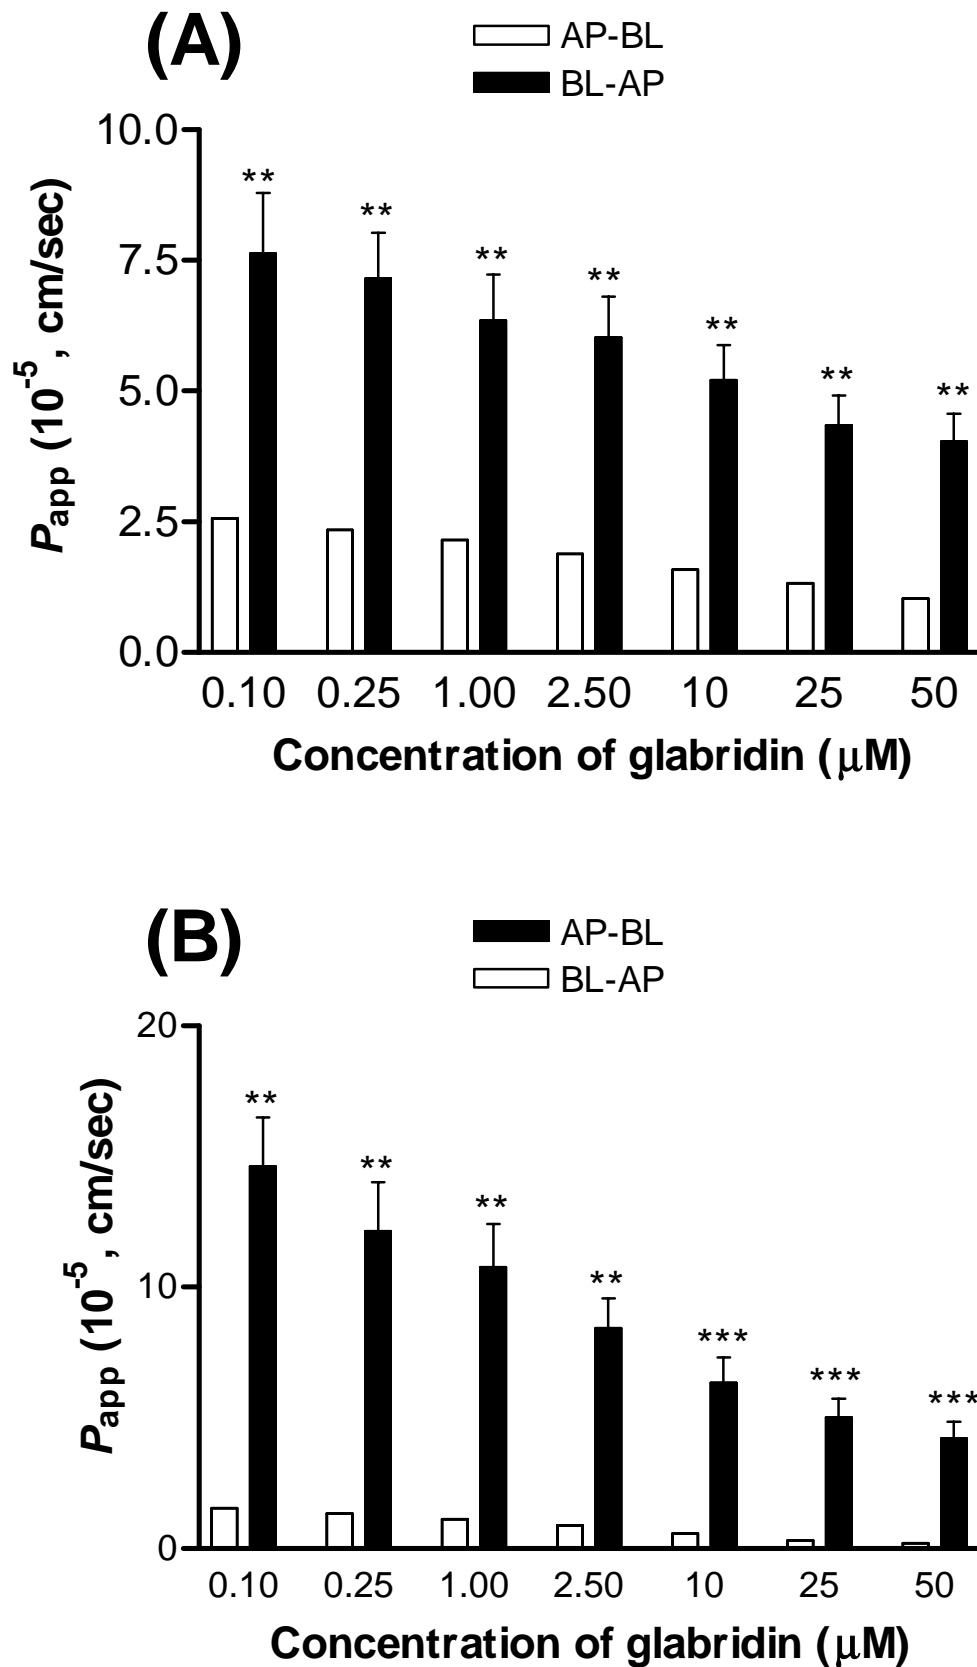 (A)
AP-BL
BL-AP
10.0
7.5
5.0
2.5
0.0
Papp (10-5 , cm/sec)
** ** ** ** ** ** **
0.10 0.25 1.00 2.50 10 25 50
Concentration of glabridin (μM)
(B)
AP-BL
BL-AP
20
10
0
Papp (10-5 , cm/sec)
** ** ** ** *** *** ***
0.10 0.25 1.00 2.50 10 25 50
Concentration of glabridin (μM)